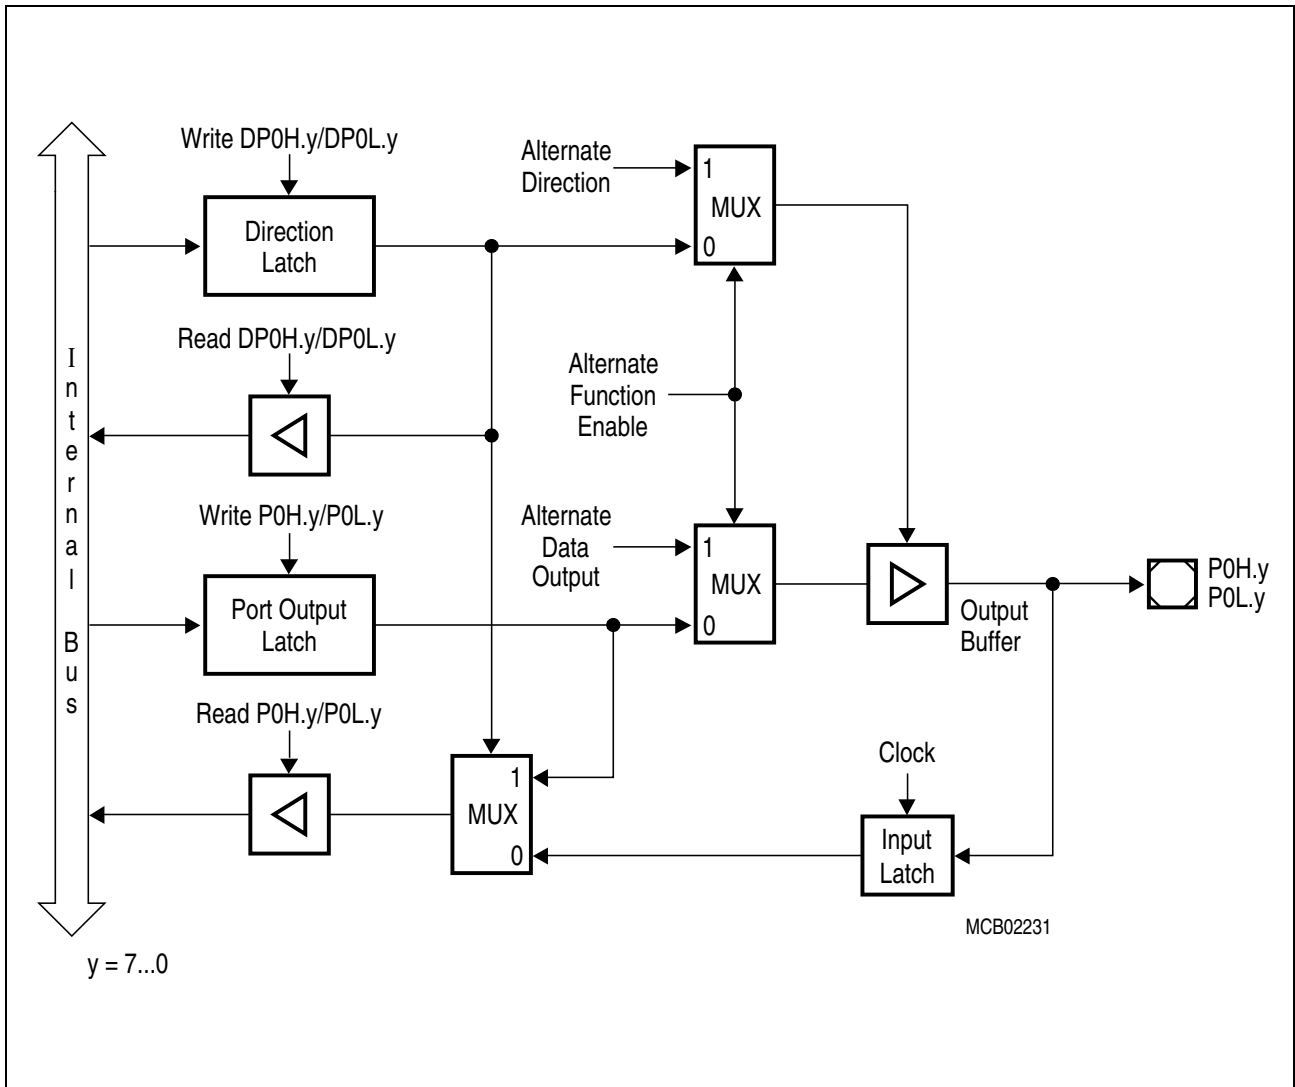 Write DP0H.y/DP0L.y
Alternate
Direction
1
MUX
0
Direction
Latch
Read DP0H.y/DP0L.y
Internal Bus
Alternate
Function
Enable
Write P0H.y/P0L.y
Alternate
Data
Output
1
MUX
0
Port Output
Latch
Output
Buffer
P0H.y
P0L.y
Read P0H.y/P0L.y
1
MUX
0
Clock
Input
Latch
MCB02231
y = 7...0